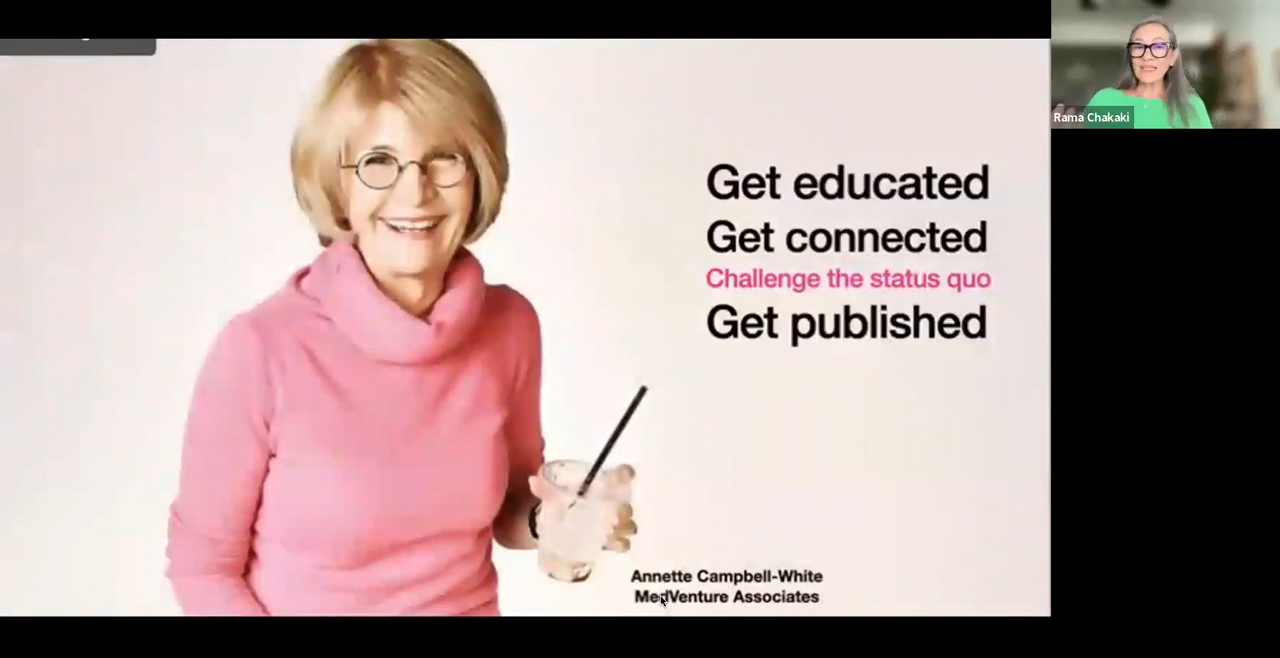 Rama Chakaki
Get educated
Get connected
Challenge the status quo
Get published
Annette Campbell-White
MedVenture Associates